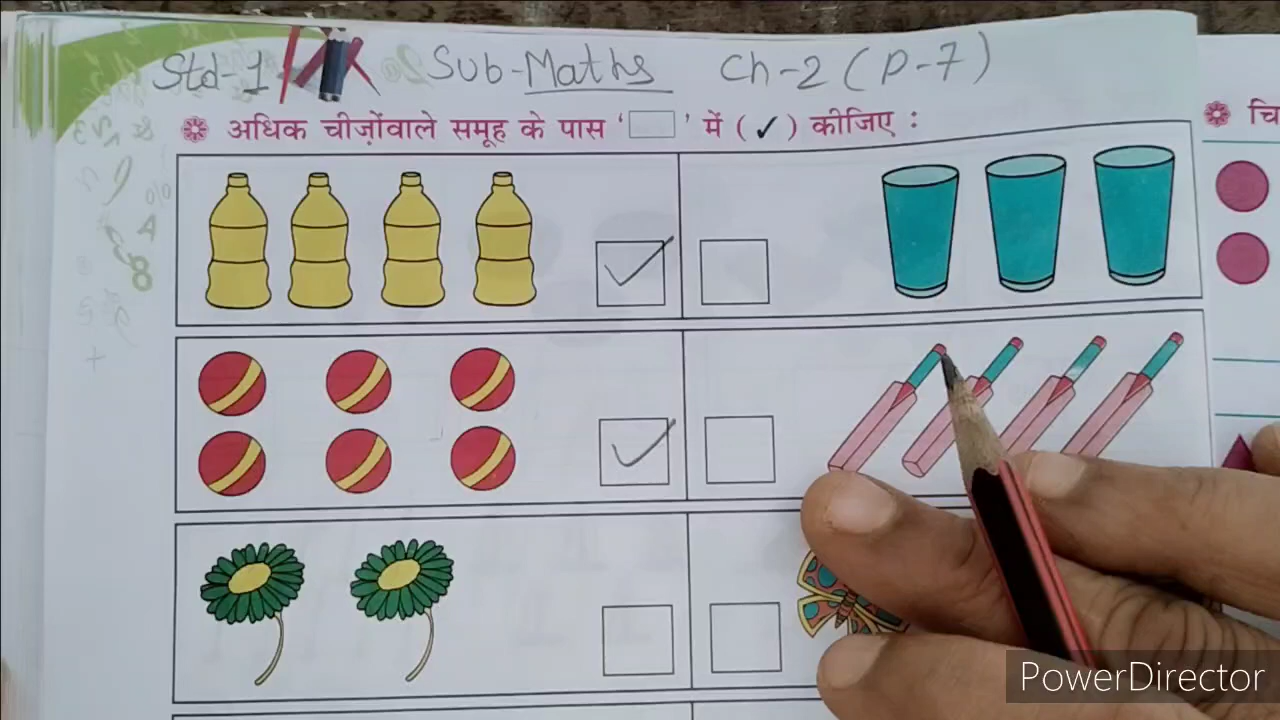 Std-1 Sub-Maths Ch-2 (P-7)
अधिक चीज़ोंवाले समूह के पास ' ' में (✓) कीजिए :
चि
PowerDirector